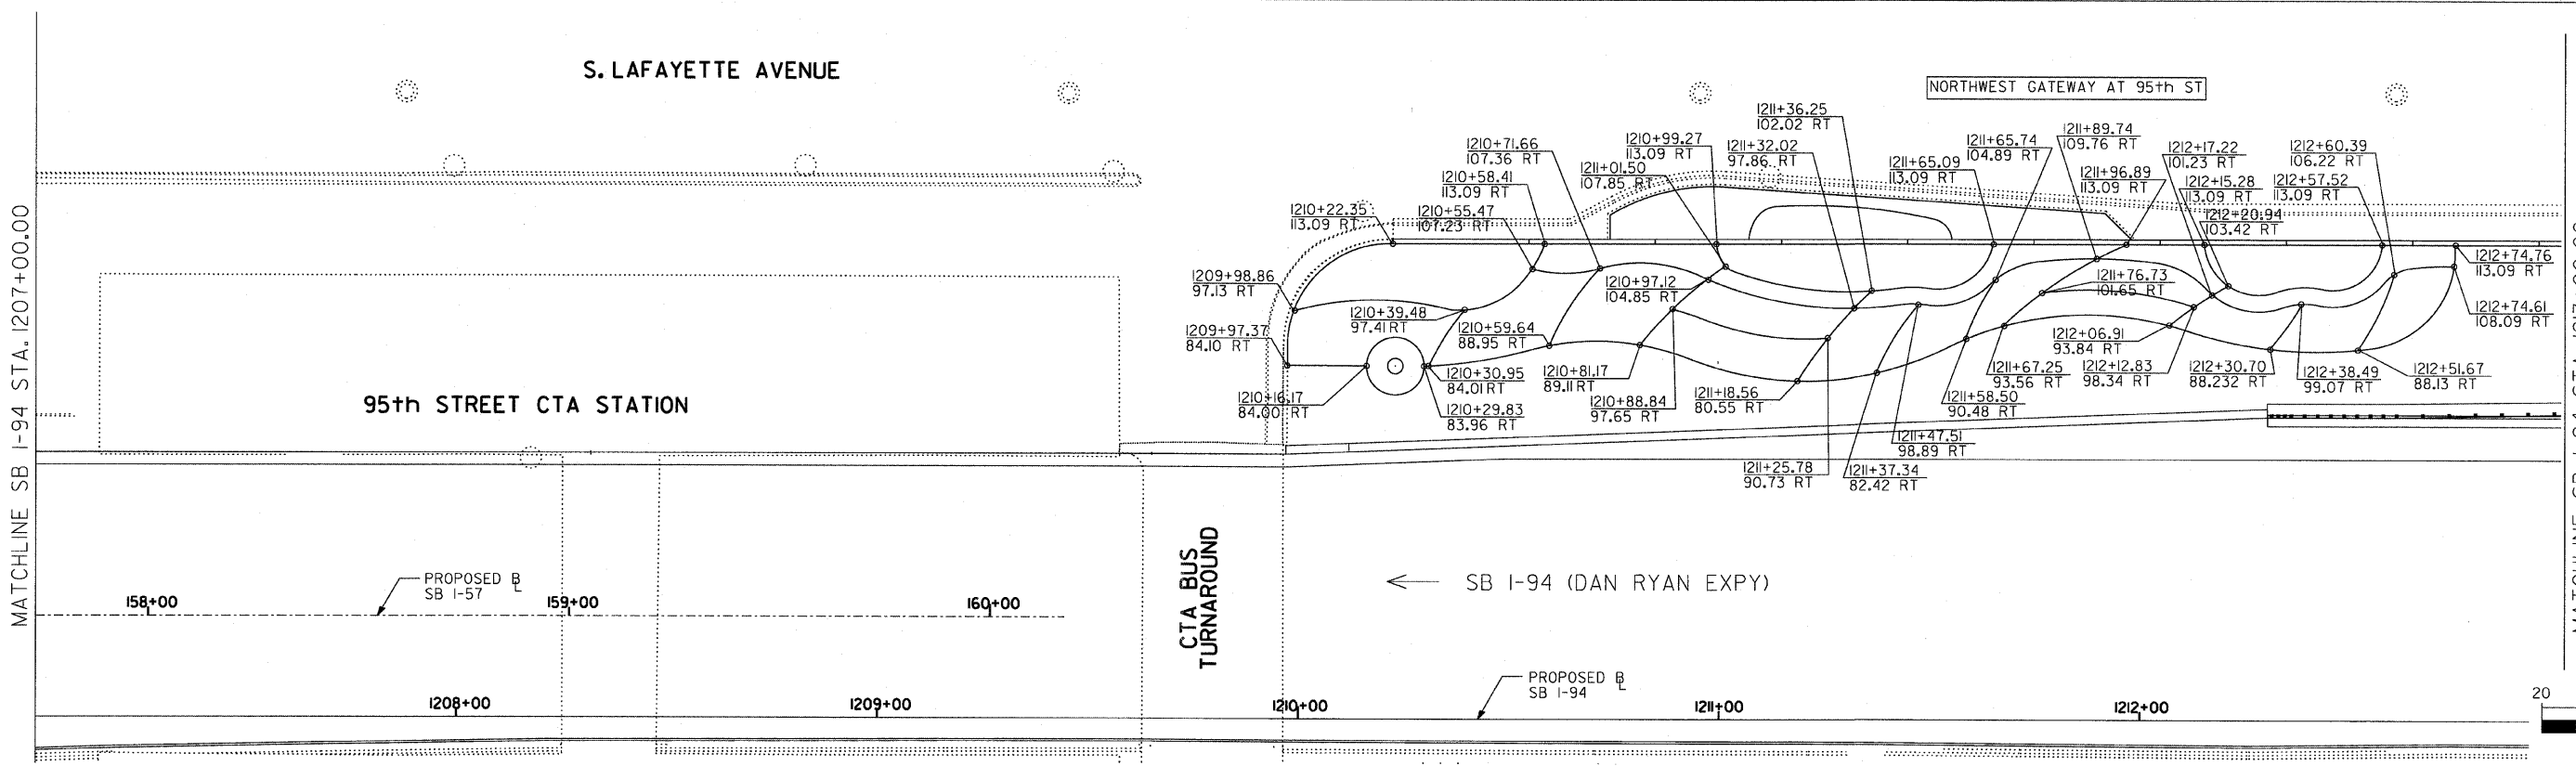 S. LAFAYETTE AVENUE
NORTHWEST GATEWAY AT 95th ST
1211+36.25
102.02 RT
1210+71.66
107.36 RT
1210+99.27
113.09 RT
1211+32.02
97.86 RT
1211+65.74
104.89 RT
1211+89.74
109.76 RT
1212+17.22
101.23 RT
1212+60.39
106.22 RT
1210+58.41
113.09 RT
1211+01.50
107.85 RT
1211+65.09
113.09 RT
1211+96.89
113.09 RT
1212+15.28
113.09 RT
1212+57.52
113.09 RT
1210+22.35
113.09 RT
1210+55.47
107.23 RT
1212+20.94
103.42 RT
1212+74.76
113.09 RT
1209+98.86
97.13 RT
1210+97.12
104.85 RT
1211+76.73
101.65 RT
1212+74.61
108.09 RT
1209+97.37
84.10 RT
1210+39.48
97.41 RT
1210+59.64
88.95 RT
1212+06.91
93.84 RT
1210+16.17
84.00 RT
1210+30.95
84.01 RT
1210+81.17
89.11 RT
1211+67.25
93.56 RT
1212+12.83
98.34 RT
1212+30.70
88.232 RT
1212+38.49
99.07 RT
1212+51.67
88.13 RT
1210+29.83
83.96 RT
1210+88.84
97.65 RT
1211+18.56
80.55 RT
1211+58.50
90.48 RT
1211+47.51
98.89 RT
1211+25.78
90.73 RT
1211+37.34
82.42 RT
MATCHLINE SB I-94 STA. 1207+00.00
95th STREET CTA STATION
CTA BUS
TURNAROUND
SB I-94 (DAN RYAN EXPY)
PROPOSED BL
SB I-57
158+00
159+00
160+00
PROPOSED BL
SB I-94
1208+00
1209+00
1210+00
1211+00
1212+00
20